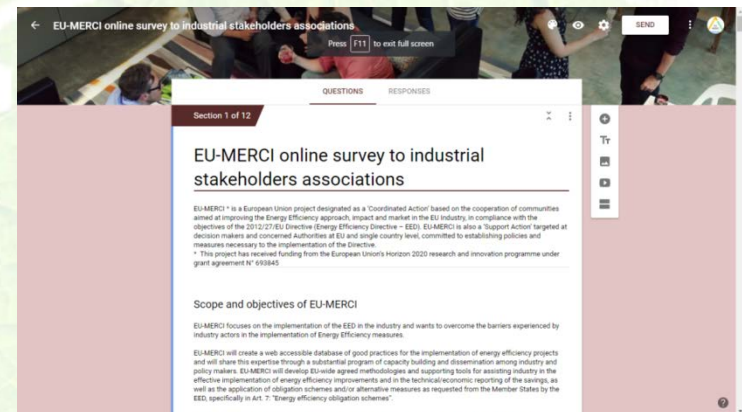 EU-MERCI online survey to industrial stakeholders associations
SEND
Press F11 to exit full screen
QUESTIONS RESPONSES
Section 1 of 12
Tт
EU-MERCI online survey to industrial
stakeholders associations
EU-MERCI * is a European Union project designated as a 'Coordinated Action' based on the cooperation of communities
aimed at improving the Energy Efficiency approach, impact and market in the EU Industry, in compliance with the
objectives of the 2012/27/EU Directive (Energy Efficiency Directive – EED). EU-MERCI is also a 'Support Action' targeted at
decision makers and concerned Authorities at EU and single country level, committed to establishing policies and
measures necessary to the implementation of the Directive.
* This project has received funding from the European Union's Horizon 2020 research and innovation programme under
grant agreement N° 693845
Scope and objectives of EU-MERCI
EU-MERCI focuses on the implementation of the EED in the industry and wants to overcome the barriers experienced by
industry actors in the implementation of Energy Efficiency measures.
EU-MERCI will create a web accessible database of good practices for the implementation of energy efficiency projects
and will share this expertise through a substantial program of capacity building and dissemination among industry and
policy makers. EU-MERCI will develop EU-wide agreed methodologies and supporting tools for assisting industry in the
effective implementation of energy efficiency improvements and in the technical/economic reporting of the savings, as
well as the application of obligation schemes and/or alternative measures as requested from the Member States by the
EED, specifically in Art. 7: "Energy efficiency obligation schemes".